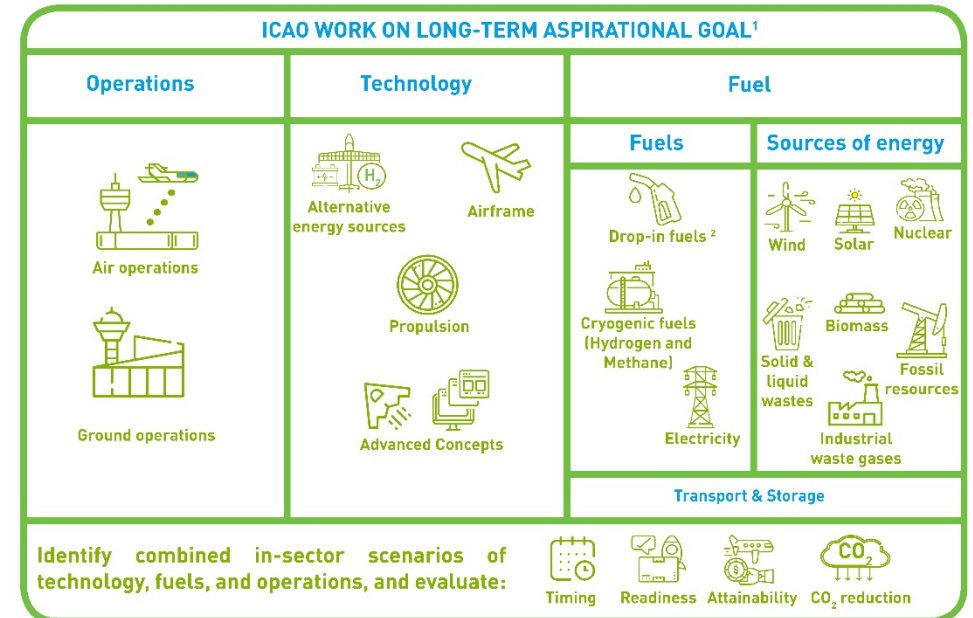 ICAO WORK ON LONG-TERM ASPIRATIONAL GOAL¹
Operations
Technology
Fuel
Fuels
Sources of energy
Air operations
Ground operations
H₂
Alternative
energy sources
Airframe
Propulsion
Advanced Concepts
Drop-in fuels ²
Cryogenic fuels
(Hydrogen and
Methane)
Electricity
Wind
Solar
Nuclear
Solid &
liquid
wastes
Biomass
Fossil
resources
Industrial
waste gases
Transport & Storage
Identify combined in-sector scenarios of
technology, fuels, and operations, and evaluate:
Timing
Readiness
$
Attainability
CO₂
CO₂ reduction